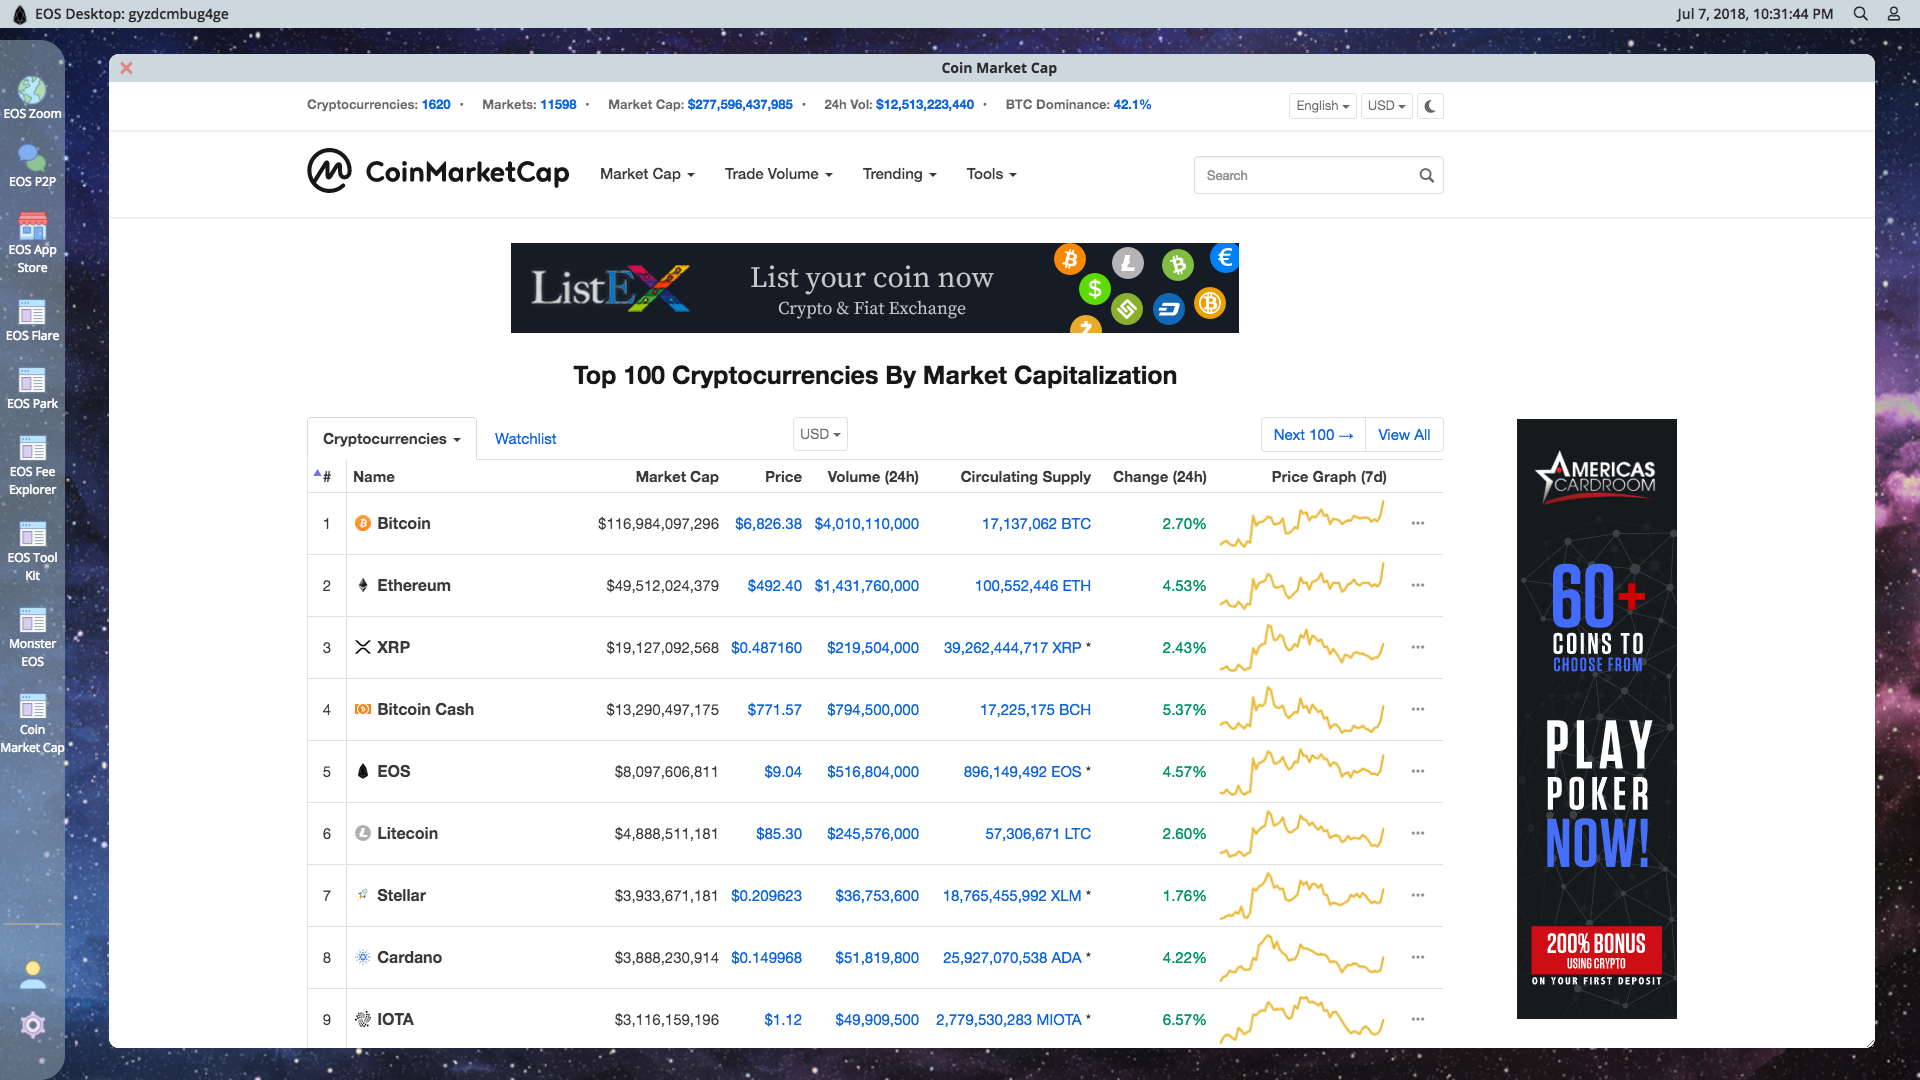 EOS Desktop: gyzdcmbug4ge
Jul 7, 2018, 10:31:44 PM
EOS Zoom
EOS P2P
EOS App
Store
EOS Flare
EOS Park
EOS Fee
Explorer
EOS Tool
Kit
Monster
EOS
Coin
Market Cap
Coin Market Cap
Cryptocurrencies: 1620 • Markets: 11598 • Market Cap: $277,596,437,985 • 24h Vol: $12,513,223,440 • BTC Dominance: 42.1%
English USD
CoinMarketCap
Market Cap Trade Volume Trending Tools
Search
ListEX
List your coin now
Crypto & Fiat Exchange
Top 100 Cryptocurrencies By Market Capitalization
Cryptocurrencies Watchlist USD Next 100 → View All
# Name Market Cap Price Volume (24h) Circulating Supply Change (24h) Price Graph (7d)
1 Bitcoin $116,984,097,296 $6,826.38 $4,010,110,000 17,137,062 BTC 2.70%
2 Ethereum $49,512,024,379 $492.40 $1,431,760,000 100,552,446 ETH 4.53%
3 XRP $19,127,092,568 $0.487160 $219,504,000 39,262,444,717 XRP * 2.43%
4 Bitcoin Cash $13,290,497,175 $771.57 $794,500,000 17,225,175 BCH 5.37%
5 EOS $8,097,606,811 $9.04 $516,804,000 896,149,492 EOS * 4.57%
6 Litecoin $4,888,511,181 $85.30 $245,576,000 57,306,671 LTC 2.60%
7 Stellar $3,933,671,181 $0.209623 $36,753,600 18,765,455,992 XLM * 1.76%
8 Cardano $3,888,230,914 $0.149968 $51,819,800 25,927,070,538 ADA * 4.22%
9 IOTA $3,116,159,196 $1.12 $49,909,500 2,779,530,283 MIOTA * 6.57%
AMERICAS
CARDROOM
60+
COINS TO
CHOOSE FROM
PLAY
POKER
NOW!
200% BONUS
USING CRYPTO
ON YOUR FIRST DEPOSIT